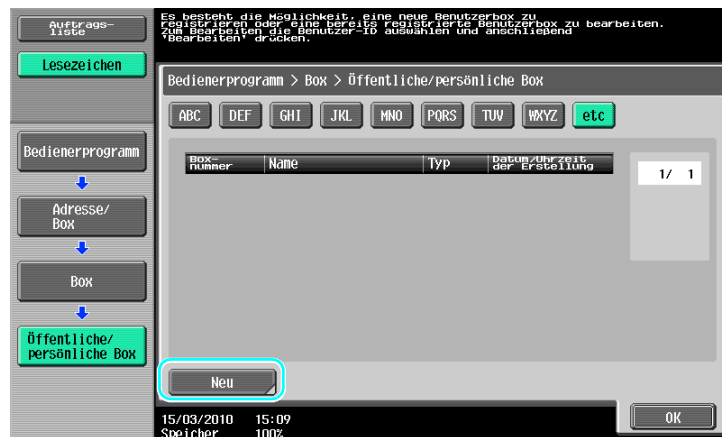 Auftrags-
liste
Lesezeichen
Es besteht die Möglichkeit, eine neue Benutzerbox zu
registrieren oder eine bereits registrierte Benutzerbox zu bearbeiten.
Zum Bearbeiten die Benutzer-ID auswählen und anschließend
'Bearbeiten' drücken.
Bedienerprogramm > Box > Öffentliche/persönliche Box
ABC DEF GHI JKL MNO PQRS TUV WXYZ etc
Bedienerprogramm
Adresse/
Box
Box
Öffentliche/
persönliche Box
Box-
nummer
Name
Typ
Datum/Uhrzeit
der Erstellung
1/ 1
Neu
15/03/2010 15:09
Speicher 100%
OK